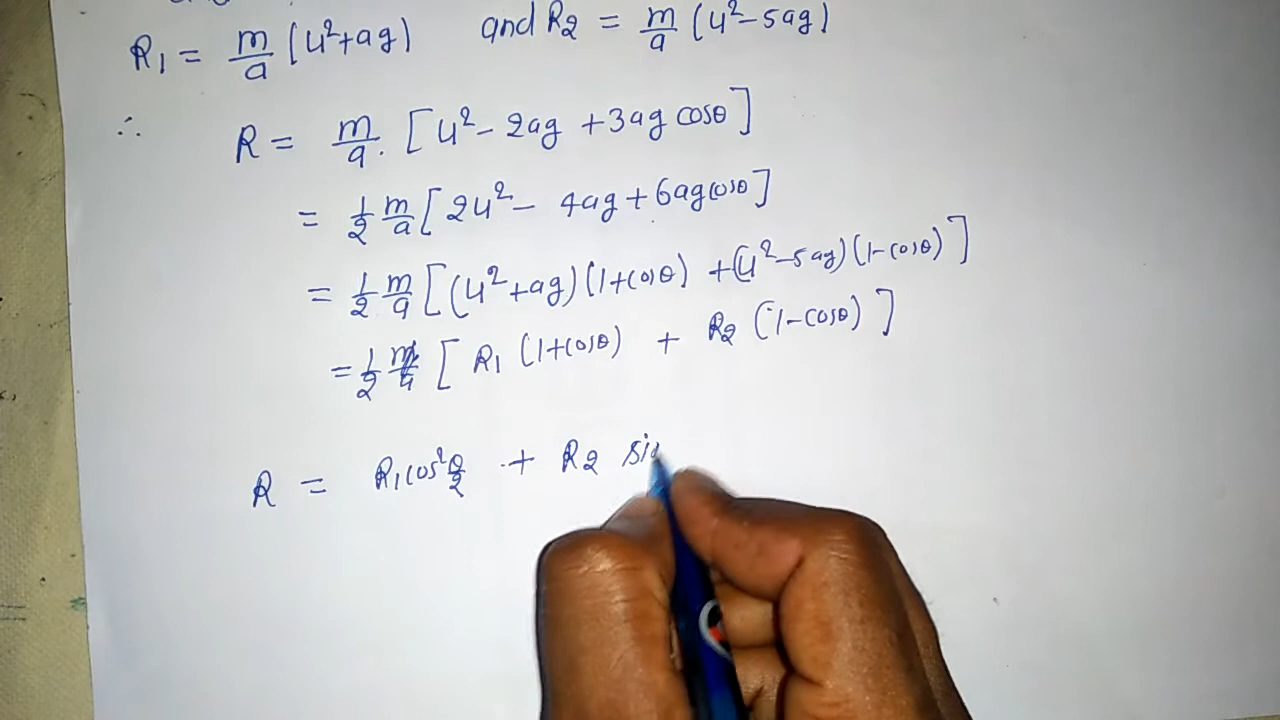 R₁ = m/a (u²+ag) and R₂ = m/a (u²-5ag)
∴ R = m/a. [u² - 2ag + 3ag cosθ]
= 1/2 m/a [2u² - 4ag + 6ag cosθ]
= 1/2 m/a [(u²+ag)(1+cosθ) + (u²-5ag)(1-cosθ)]
= 1/2 [R₁ (1+cosθ) + R₂ (1-cosθ)]
R = R₁cos²θ/2 + R₂ sin